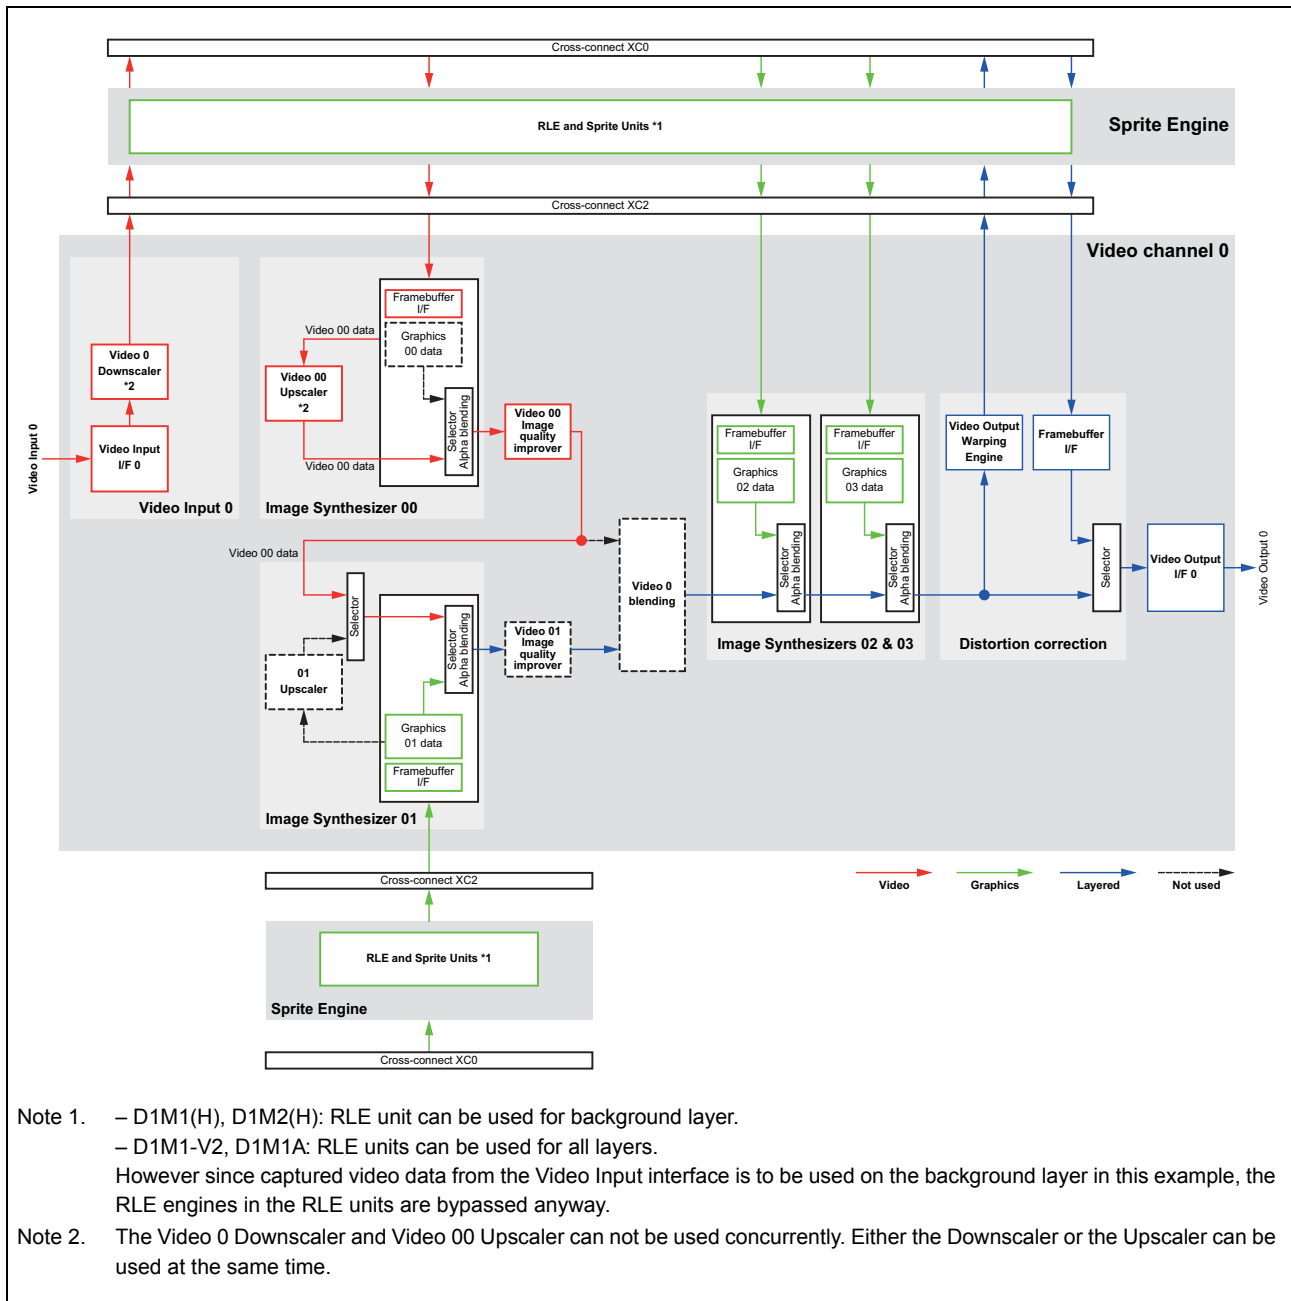 Cross-connect XC0
RLE and Sprite Units *1
Sprite Engine
Cross-connect XC2
Video channel 0
Framebuffer
I/F
Graphics
00 data
Video 00 data
Video 0
Downscaler
*2
Video 00
Upscaler
*2
Selector
Alpha blending
Video 00
Image
quality
improver
Video Input 0
Video Input
I/F 0
Video 00 data
Video Input 0
Image Synthesizer 00
Framebuffer
I/F
Graphics
02 data
Framebuffer
I/F
Graphics
03 data
Video Output
Warping
Engine
Framebuffer
I/F
Selector
Alpha blending
Selector
Alpha blending
Selector
Video Output
I/F 0
Video Output 0
Video 00 data
Selector
Selector
Alpha blending
Video 01
Image
quality
improver
Video 0
blending
Image Synthesizers 02 & 03
Distortion correction
01
Upscaler
Graphics
01 data
Framebuffer
I/F
Image Synthesizer 01
Cross-connect XC2
Video
Graphics
Layered
Not used
RLE and Sprite Units *1
Sprite Engine
Cross-connect XC0
Note 1. – D1M1(H), D1M2(H): RLE unit can be used for background layer.
– D1M1-V2, D1M1A: RLE units can be used for all layers.
However since captured video data from the Video Input interface is to be used on the background layer in this example, the
RLE engines in the RLE units are bypassed anyway.
Note 2. The Video 0 Downscaler and Video 00 Upscaler can not be used concurrently. Either the Downscaler or the Upscaler can be
used at the same time.